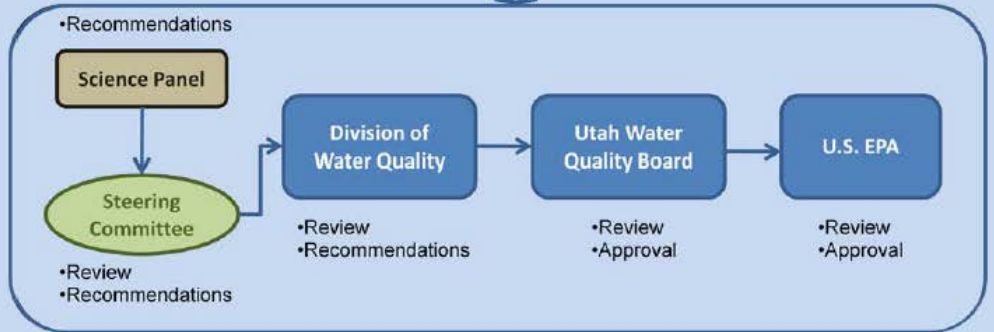 •Recommendations
Science Panel
Steering
Committee
•Review
•Recommendations
Division of
Water Quality
•Review
•Recommendations
Utah Water
Quality Board
•Review
•Approval
U.S. EPA
•Review
•Approval